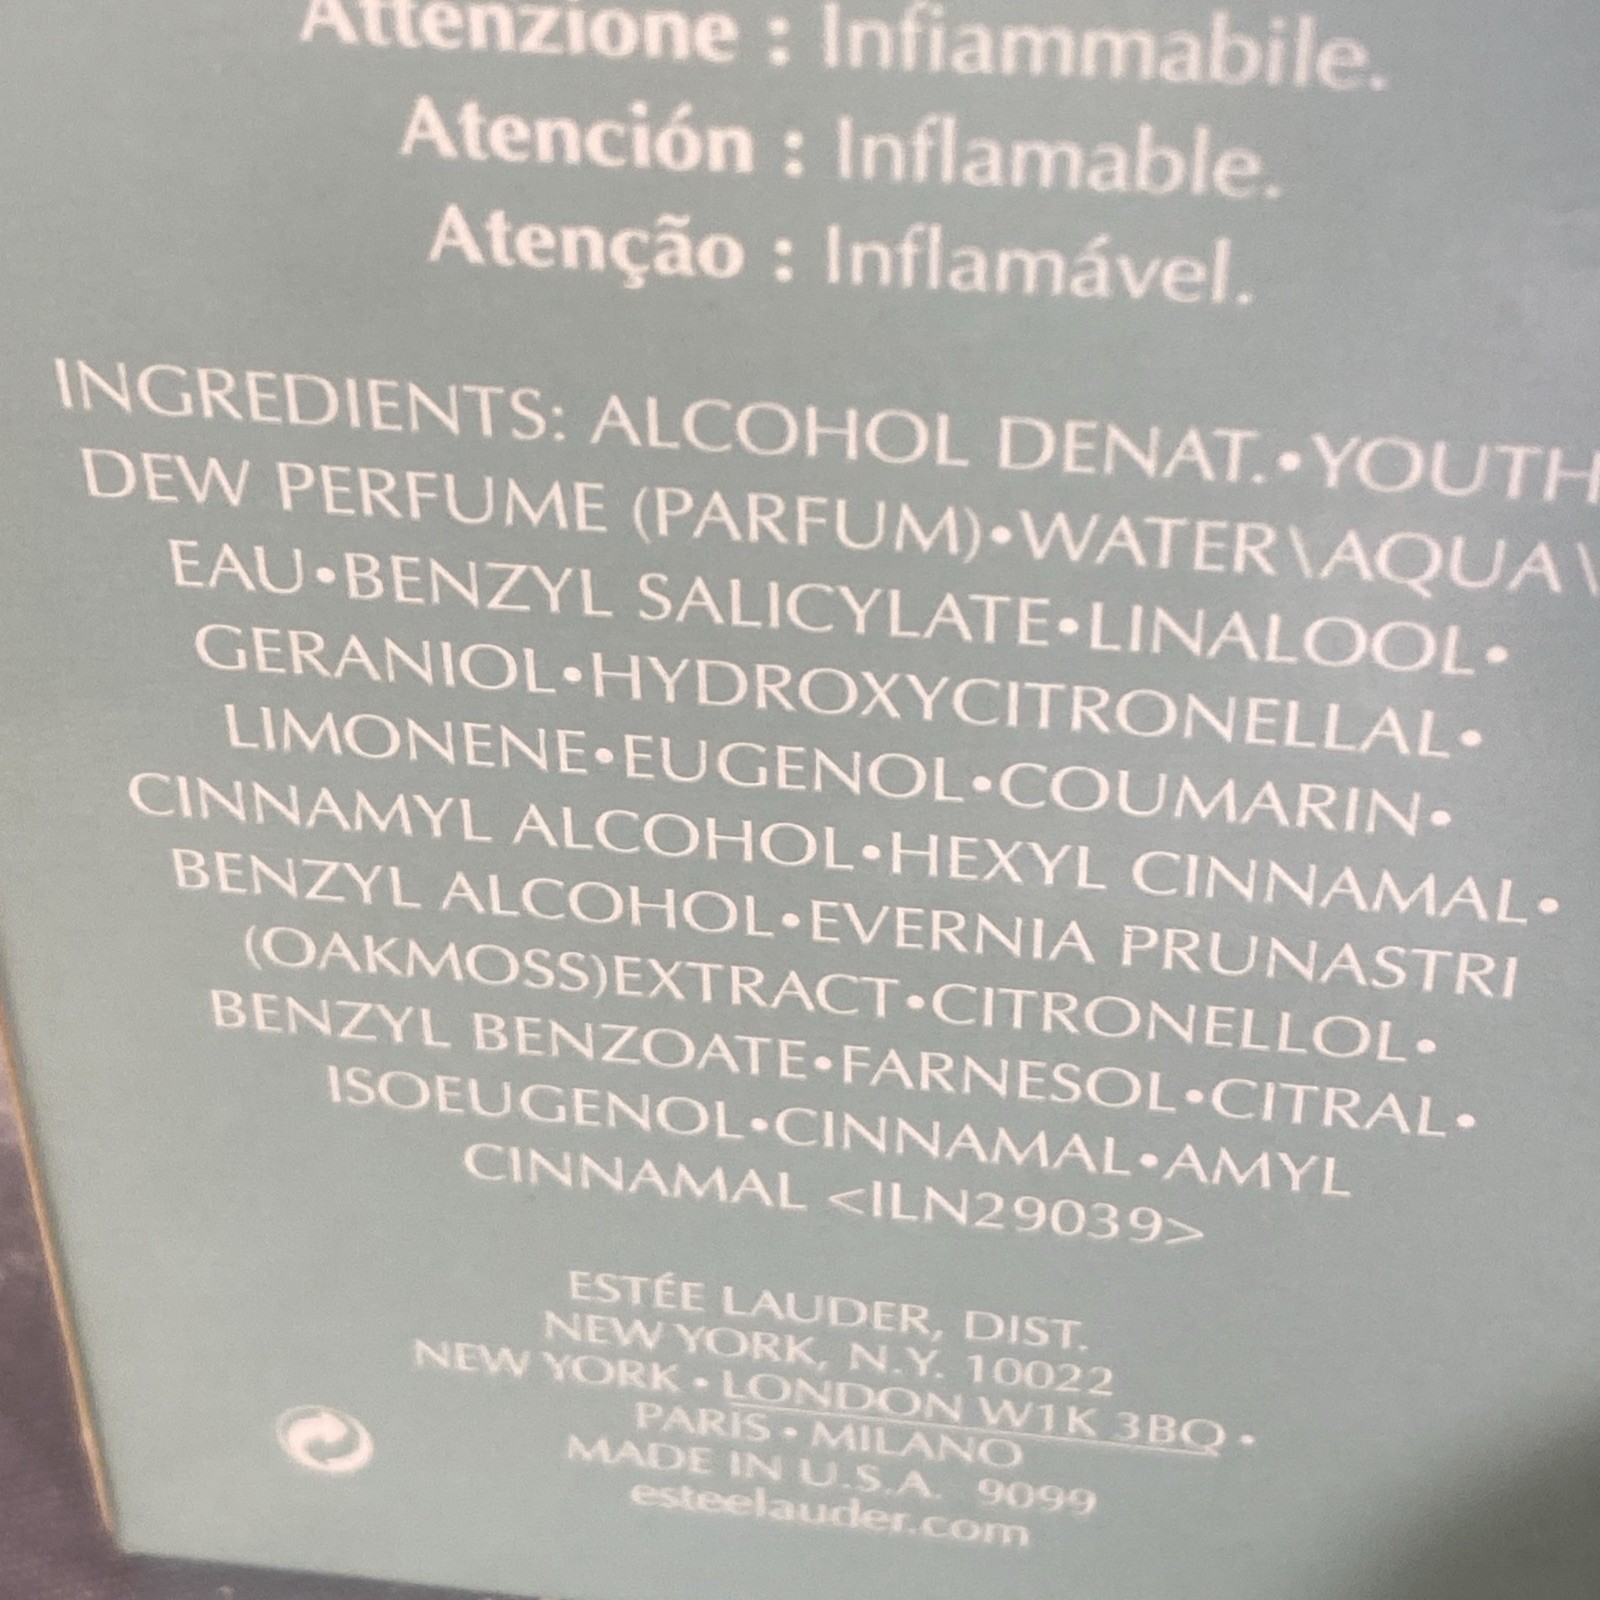 Attenzione : Infiammabile.
Atención : Inflamable.
Atenção : Inflamável.
INGREDIENTS: ALCOHOL DENAT.•YOUTH
DEW PERFUME (PARFUM)•WATER\AQUA\
EAU•BENZYL SALICYLATE•LINALOOL•
GERANIOL•HYDROXYCITRONELLAL•
LIMONENE•EUGENOL•COUMARIN•
CINNAMYL ALCOHOL•HEXYL CINNAMAL•
BENZYL ALCOHOL•EVERNIA PRUNASTRI
(OAKMOSS)EXTRACT•CITRONELLOL•
BENZYL BENZOATE•FARNESOL•CITRAL•
ISOEUGENOL•CINNAMAL•AMYL
CINNAMAL <ILN29039>
ESTÉE LAUDER, DIST.
NEW YORK, N.Y. 10022
NEW YORK • LONDON W1K 3BQ •
PARIS • MILANO
MADE IN U.S.A. 9099
esteelauder.com